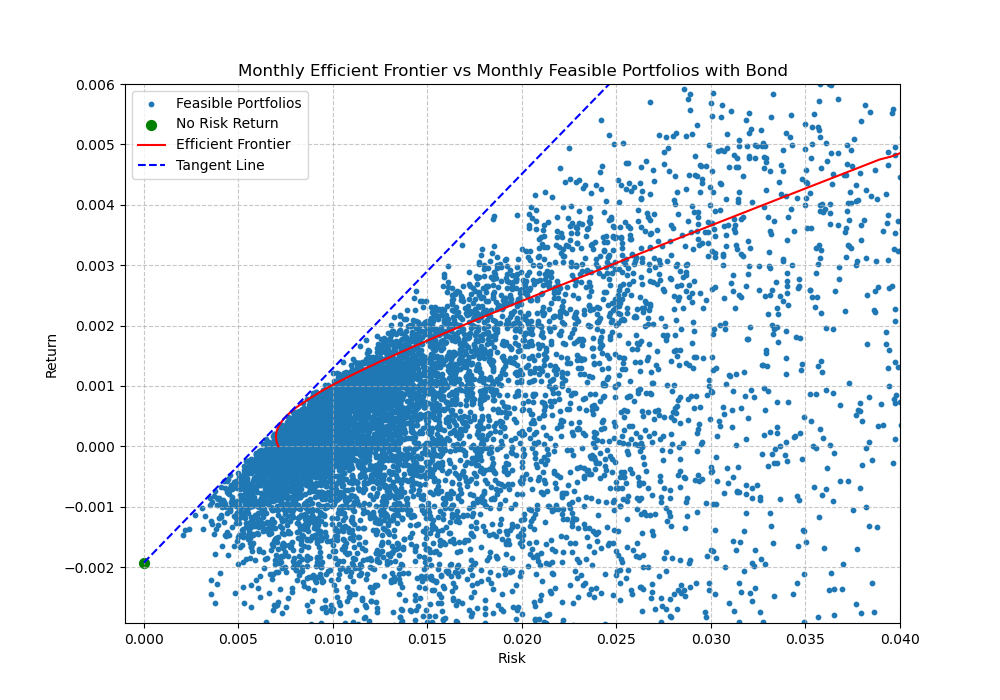 Monthly Efficient Frontier vs Monthly Feasible Portfolios with Bond
Feasible Portfolios
No Risk Return
Efficient Frontier
Tangent Line
0.006
0.005
0.004
0.003
0.002
0.001
0.000
−0.001
−0.002
Return
0.000 0.005 0.010 0.015 0.020 0.025 0.030 0.035 0.040
Risk